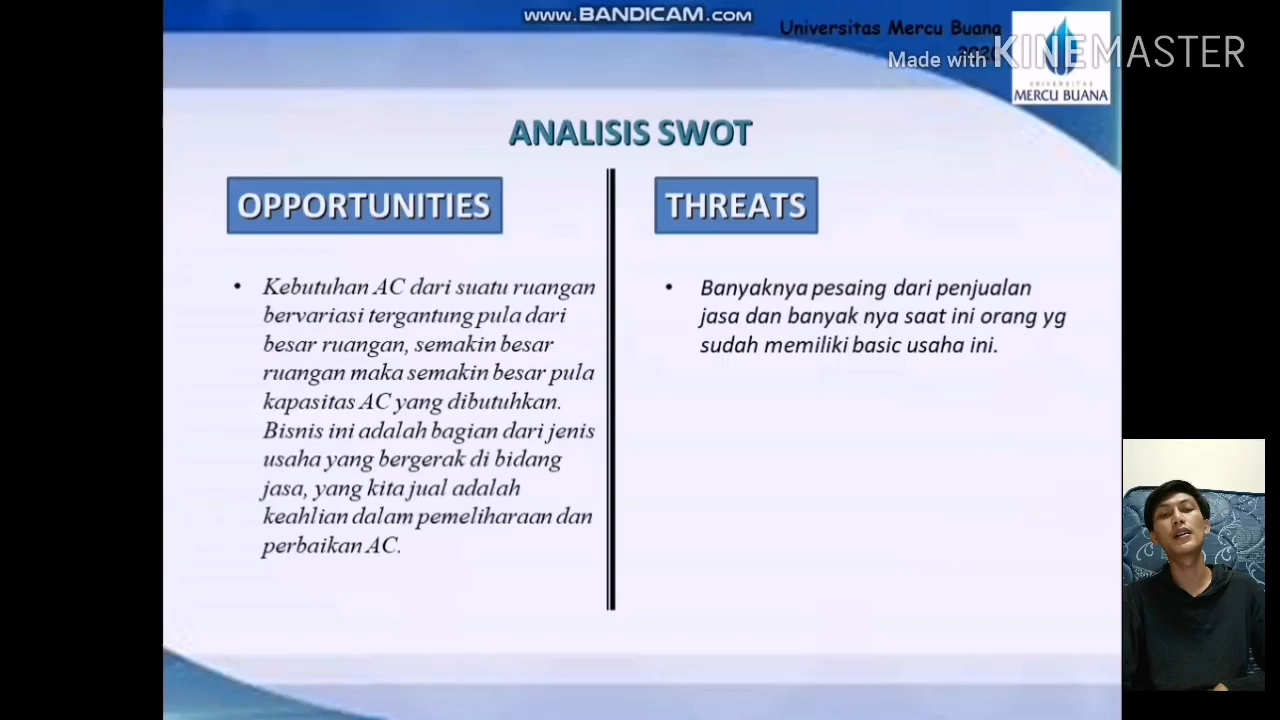 www.BANDICAM.com
Universitas Mercu Buana
Made with KINEMASTER
UNIVERSITAS
MERCU BUANA
ANALISIS SWOT
OPPORTUNITIES
• Kebutuhan AC dari suatu ruangan
bervariasi tergantung pula dari
besar ruangan, semakin besar
ruangan maka semakin besar pula
kapasitas AC yang dibutuhkan.
Bisnis ini adalah bagian dari jenis
usaha yang bergerak di bidang
jasa, yang kita jual adalah
keahlian dalam pemeliharaan dan
perbaikan AC.
THREATS
• Banyaknya pesaing dari penjualan
jasa dan banyak nya saat ini orang yg
sudah memiliki basic usaha ini.